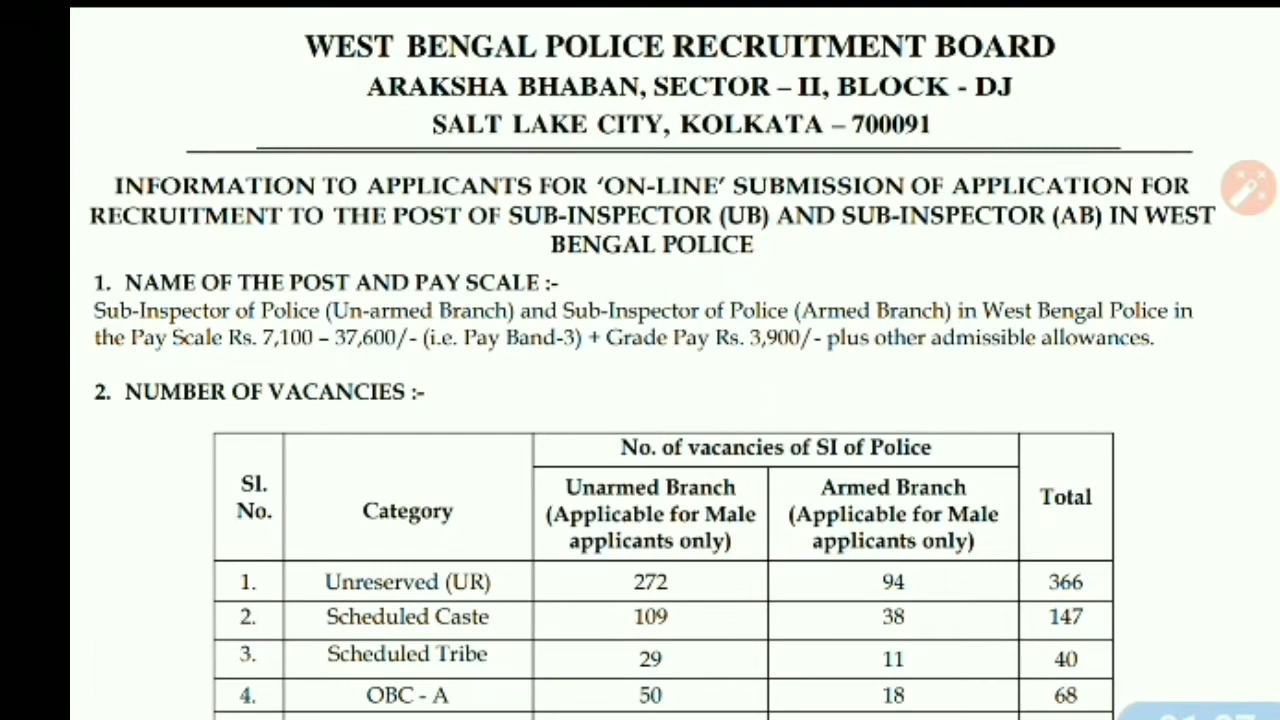 WEST BENGAL POLICE RECRUITMENT BOARD
ARAKSHA BHABAN, SECTOR – II, BLOCK - DJ
SALT LAKE CITY, KOLKATA – 700091
INFORMATION TO APPLICANTS FOR ‘ON-LINE’ SUBMISSION OF APPLICATION FOR
RECRUITMENT TO THE POST OF SUB-INSPECTOR (UB) AND SUB-INSPECTOR (AB) IN WEST
BENGAL POLICE
1. NAME OF THE POST AND PAY SCALE :-
Sub-Inspector of Police (Un-armed Branch) and Sub-Inspector of Police (Armed Branch) in West Bengal Police in
the Pay Scale Rs. 7,100 – 37,600/- (i.e. Pay Band-3) + Grade Pay Rs. 3,900/- plus other admissible allowances.
2. NUMBER OF VACANCIES :-
Sl. No. Category No. of vacancies of SI of Police Total
Unarmed Branch (Applicable for Male applicants only) Armed Branch (Applicable for Male applicants only)
1. Unreserved (UR) 272 94 366
2. Scheduled Caste 109 38 147
3. Scheduled Tribe 29 11 40
4. OBC - A 50 18 68